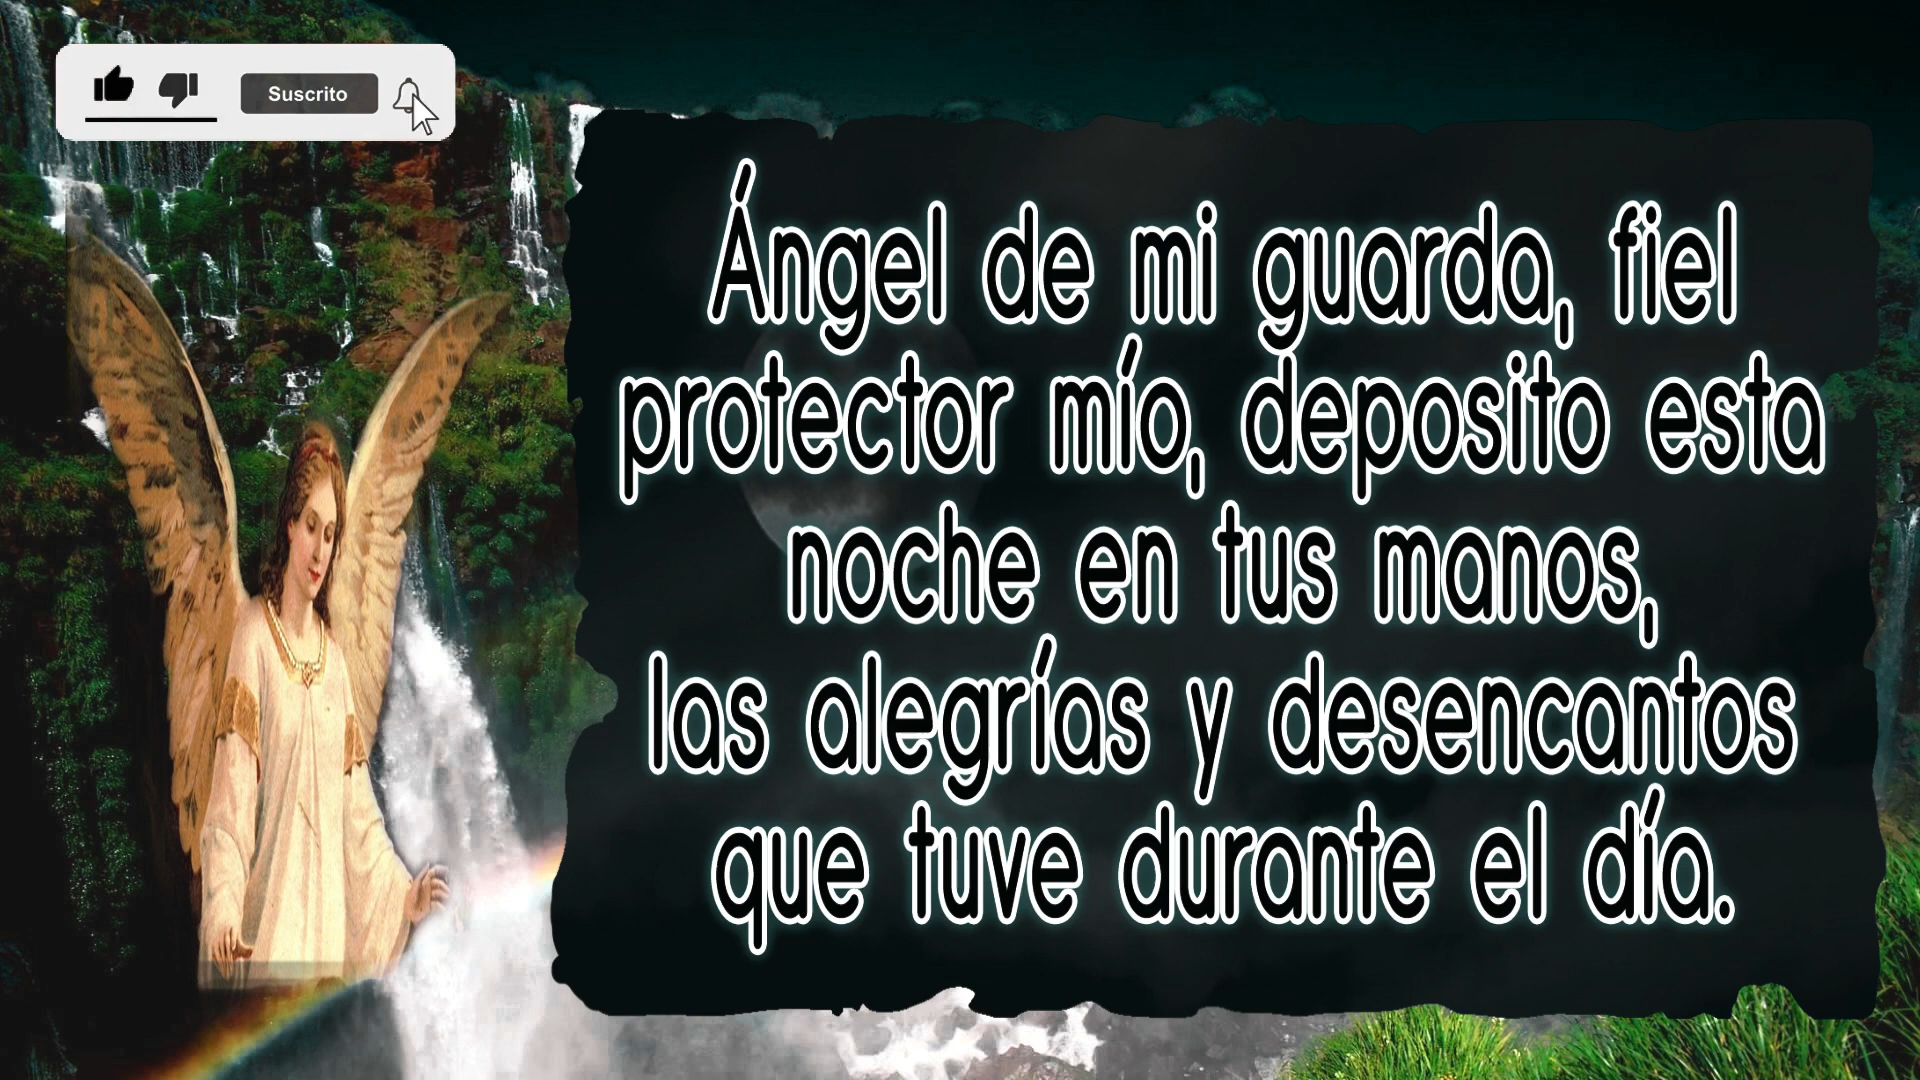 Suscrito
Ángel de mi guarda, fiel
protector mío, deposito esta
noche en tus manos,
las alegrías y desencantos
que tuve durante el día.